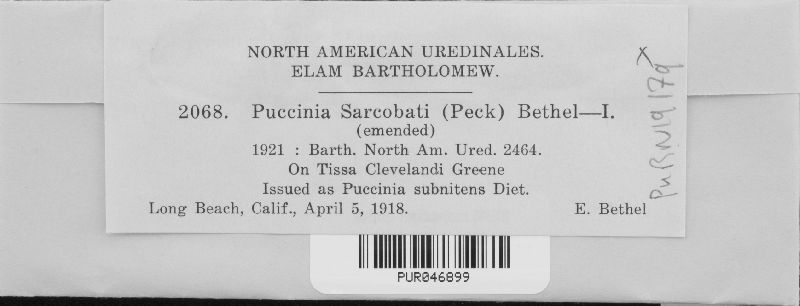 NORTH AMERICAN UREDINALES.
ELAM BARTHOLOMEW.
2068. Puccinia Sarcobati (Peck) Bethel—I.
(emended)
1921 : Barth. North Am. Ured. 2464.
On Tissa Clevelandi Greene
Issued as Puccinia subnitens Diet.
Long Beach, Calif., April 5, 1918. E. Bethel
PUR046899